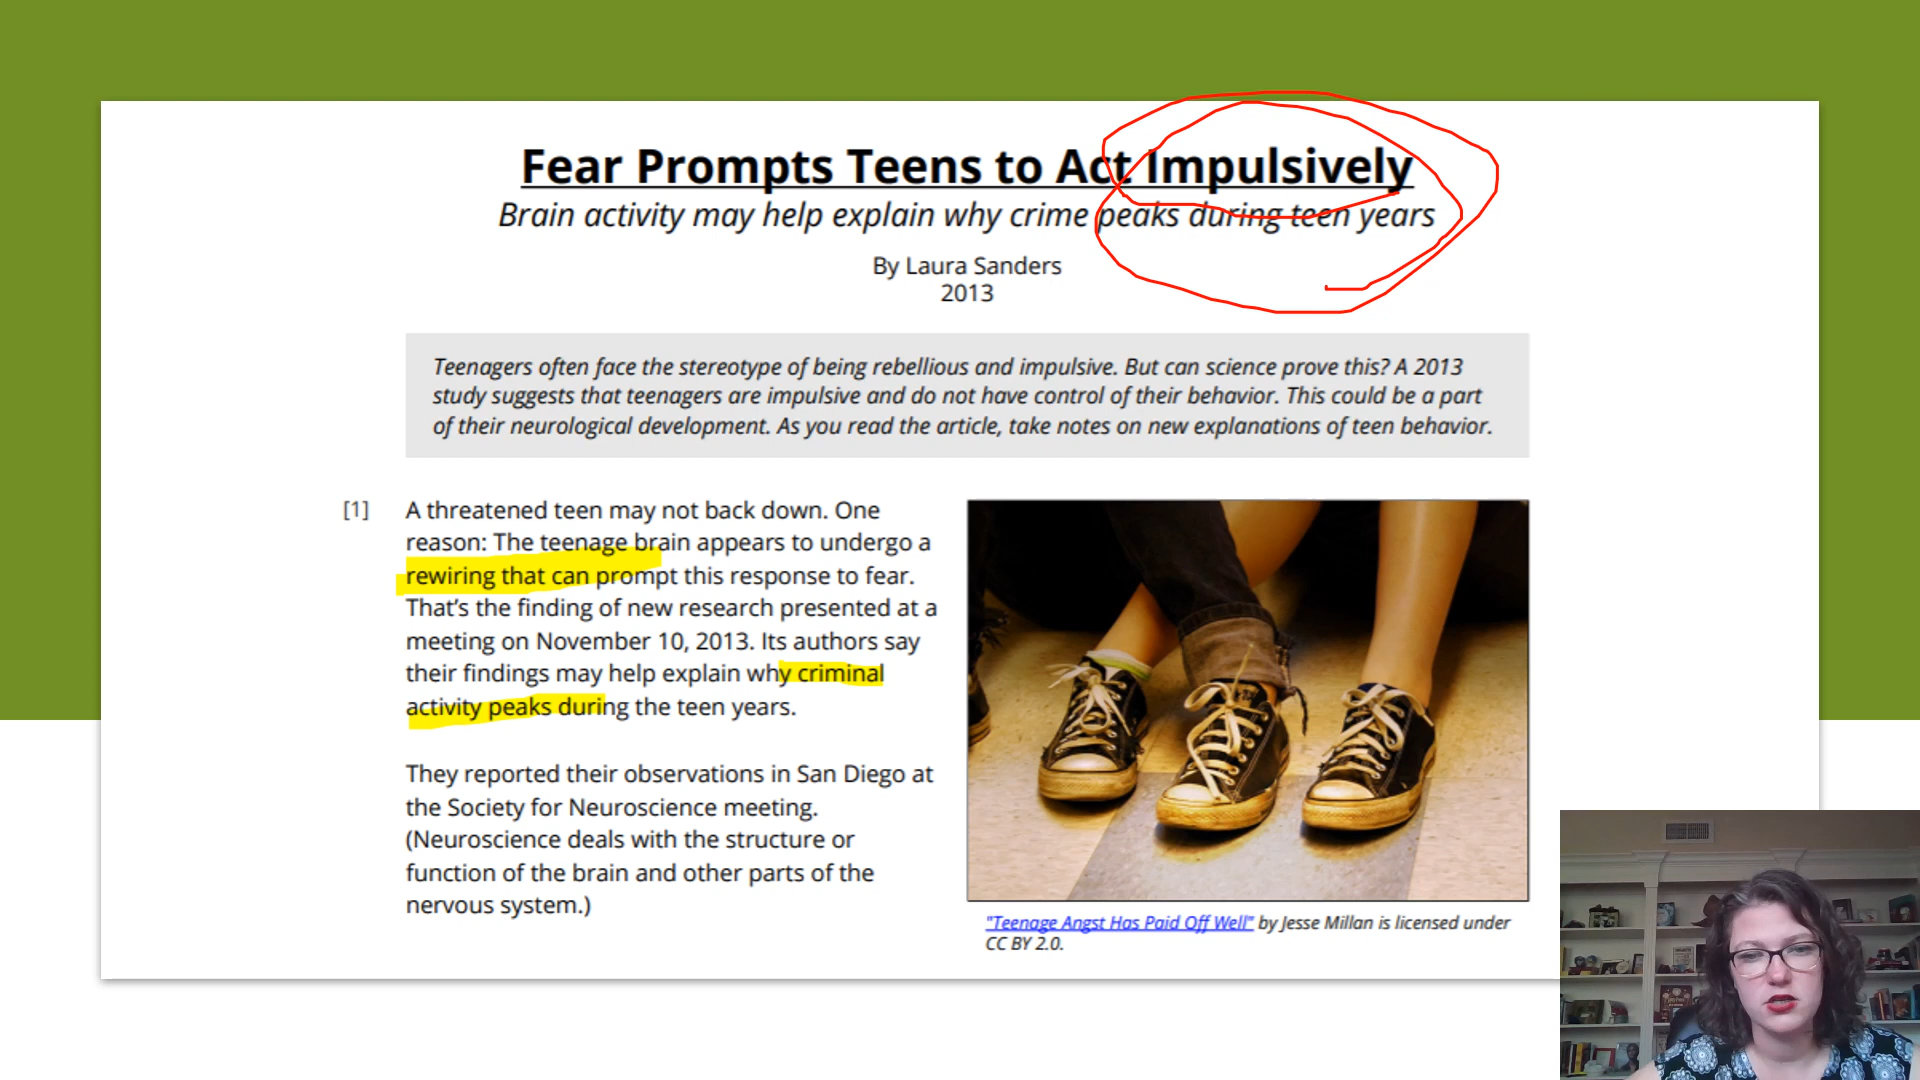 Fear Prompts Teens to Act Impulsively
Brain activity may help explain why crime peaks during teen years
By Laura Sanders
2013
Teenagers often face the stereotype of being rebellious and impulsive. But can science prove this? A 2013
study suggests that teenagers are impulsive and do not have control of their behavior. This could be a part
of their neurological development. As you read the article, take notes on new explanations of teen behavior.
[1] A threatened teen may not back down. One
reason: The teenage brain appears to undergo a
rewiring that can prompt this response to fear.
That’s the finding of new research presented at a
meeting on November 10, 2013. Its authors say
their findings may help explain why criminal
activity peaks during the teen years.
They reported their observations in San Diego at
the Society for Neuroscience meeting.
(Neuroscience deals with the structure or
function of the brain and other parts of the
nervous system.)
"Teenage Angst Has Paid Off Well" by Jesse Millan is licensed under
CC BY 2.0.